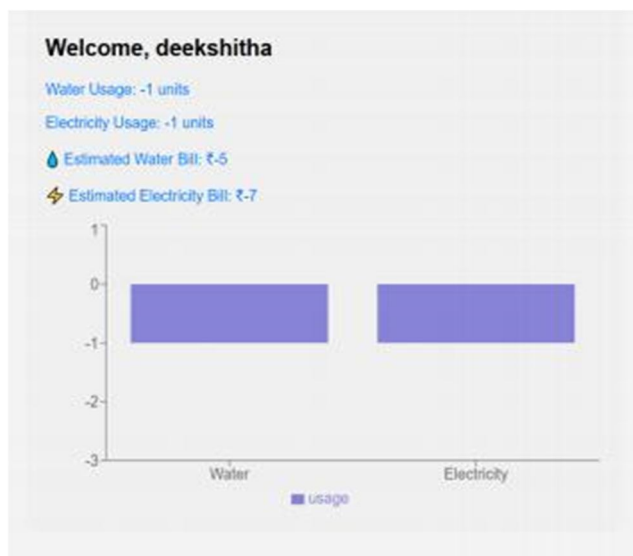 Welcome, deekshitha
Water Usage: -1 units
Electricity Usage: -1 units
Estimated Water Bill: ₹-5
Estimated Electricity Bill: ₹-7
1
0
-1
-2
-3
Water Electricity
usage